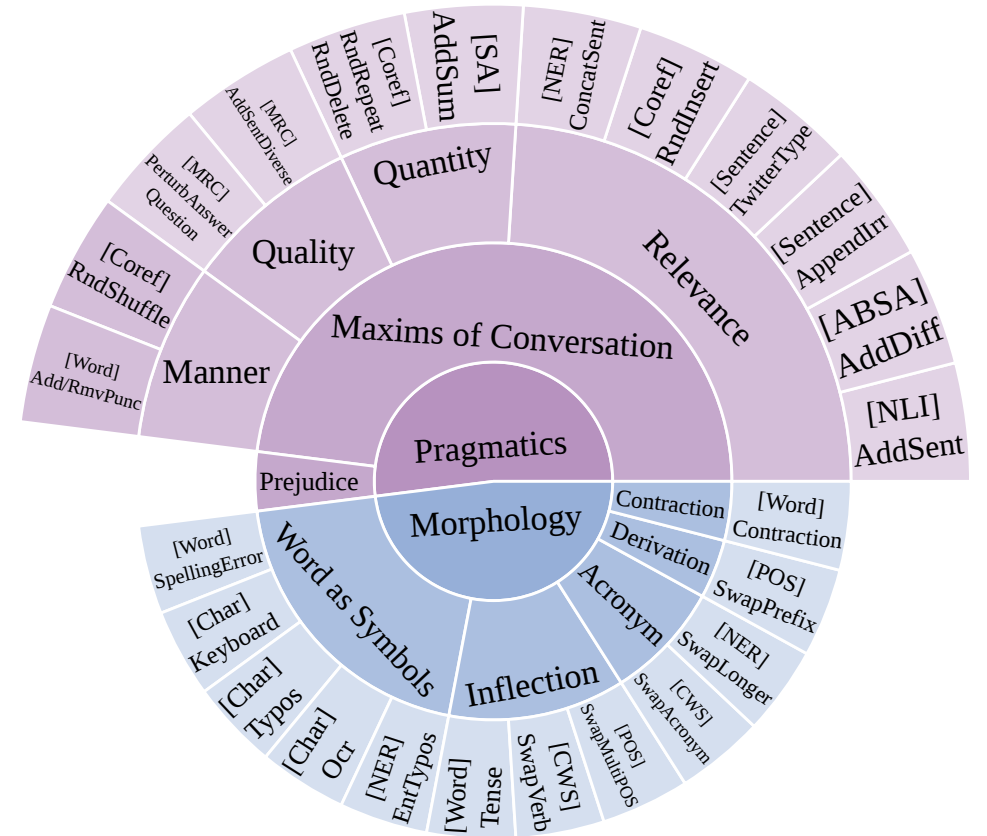 Pragmatics
Maxims of Conversation
Prejudice
Manner
Quality
Quantity
Relevance
[Word]
Add/RmvPunc
[Coref]
RndShuffle
[MRC]
PerturbAnswer
Question
[MRC]
AddSentDiverse
[Coref]
RndRepeat
RndDelete
[SA]
AddSum
[NER]
ConcatSent
[Coref]
RndInsert
[Sentence]
TwitterType
[Sentence]
AppendIrr
[ABSA]
AddDiff
[NLI]
AddSent
Morphology
Contraction
Derivation
Acronym
Inflection
Word as Symbols
[Word]
Contraction
[POS]
SwapPrefix
[NER]
SwapLonger
[CWS]
SwapAcronym
[POS]
SwapMultiPOS
[CWS]
SwapVerb
[Word]
Tense
[NER]
EntTypos
[Char]
Ocr
[Char]
Typos
[Char]
Keyboard
[Word]
SpellingError